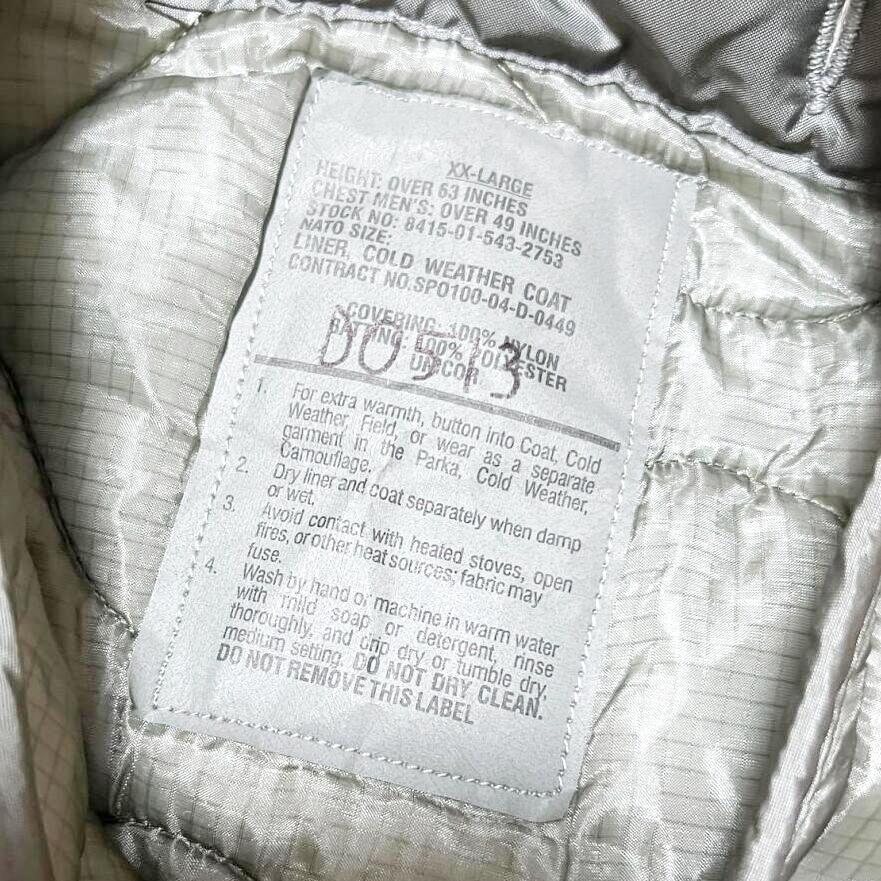 XX-LARGE
HEIGHT: OVER 63 INCHES
CHEST MEN'S: OVER 49 INCHES
STOCK NO: 8415-01-543-2753
NATO SIZE:
LINER, COLD WEATHER COAT
CONTRACT NO.SPO100-04-D-0449
COVERING: 100% NYLON
BATTING: 100% POLYESTER
UNICOR
DO513
1. For extra warmth, button into Coat, Cold
Weather, Field, or wear as a separate
garment in the Parka, Cold Weather,
Camouflage.
2. Dry liner and coat separately when damp
or wet.
3. Avoid contact with heated stoves, open
fires, or other heat sources; fabric may
fuse.
4. Wash by hand or machine in warm water
with mild soap or detergent, rinse
thoroughly, and drip dry or tumble dry,
medium setting. DO NOT DRY CLEAN.
DO NOT REMOVE THIS LABEL